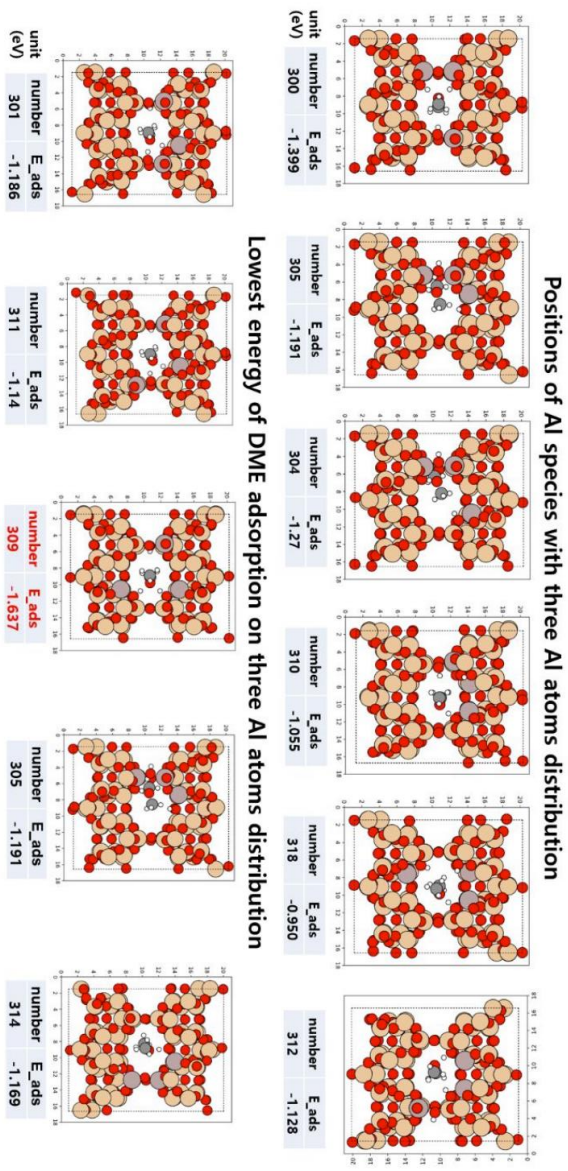 Positions of Al species with three Al atoms distribution
unit
(eV)
number E_ads
300 -1.399
number E_ads
305 -1.191
number E_ads
304 -1.27
number E_ads
310 -1.055
number E_ads
318 -0.950
number E_ads
312 -1.128
Lowest energy of DME adsorption on three Al atoms distribution
unit
(eV)
number E_ads
301 -1.186
number E_ads
311 -1.14
number E_ads
309 -1.637
number E_ads
305 -1.191
number E_ads
314 -1.169